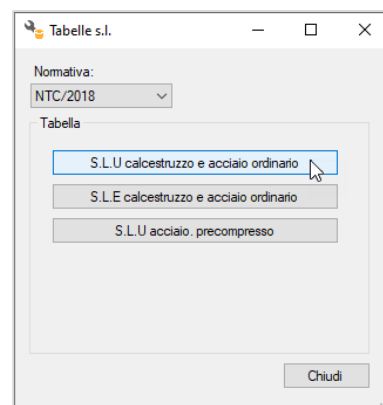 Tabelle s.l.
Normativa:
NTC/2018
Tabella
S.L.U calcestruzzo e acciaio ordinario
S.L.E calcestruzzo e acciaio ordinario
S.L.U acciaio. precompresso
Chiudi